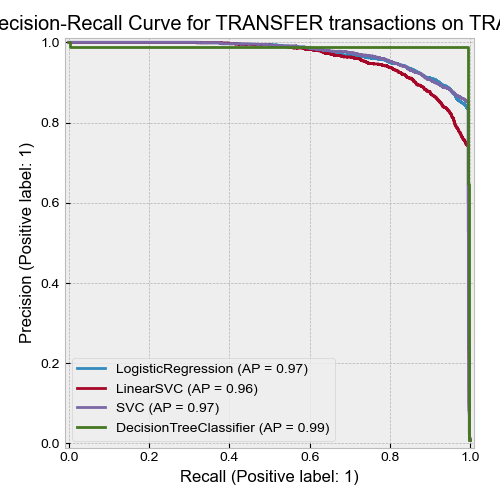 ecision-Recall Curve for TRANSFER transactions on TRA
1.0
0.8
0.6
0.4
0.2
0.0
Precision (Positive label: 1)
LogisticRegression (AP = 0.97)
LinearSVC (AP = 0.96)
SVC (AP = 0.97)
DecisionTreeClassifier (AP = 0.99)
0.0 0.2 0.4 0.6 0.8 1.0
Recall (Positive label: 1)